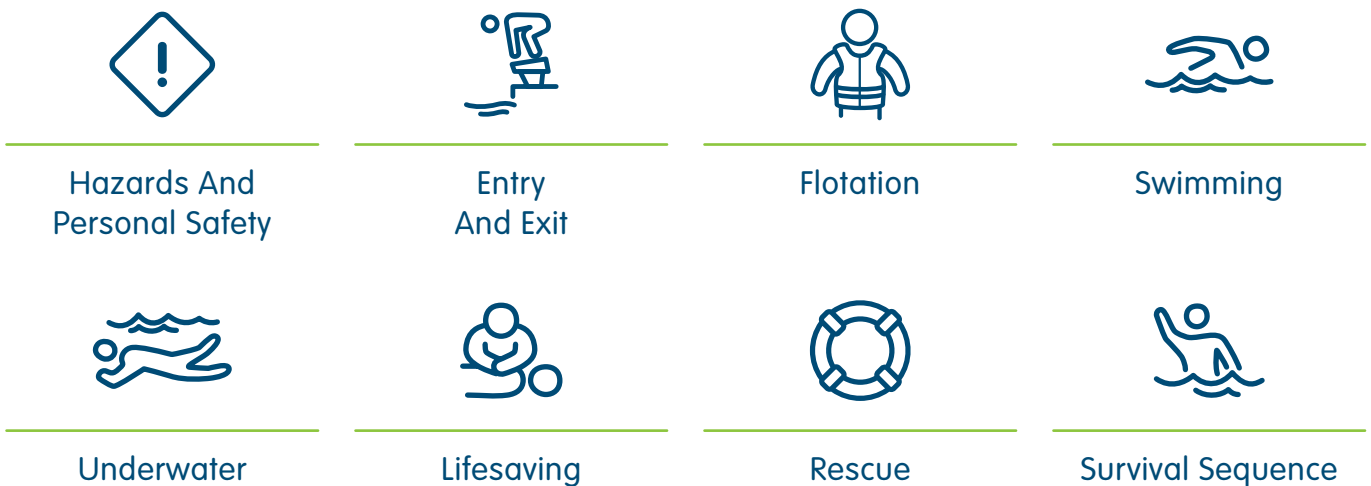 Hazards And
Personal Safety
Entry
And Exit
Flotation
Swimming
Underwater
Lifesaving
Rescue
Survival Sequence